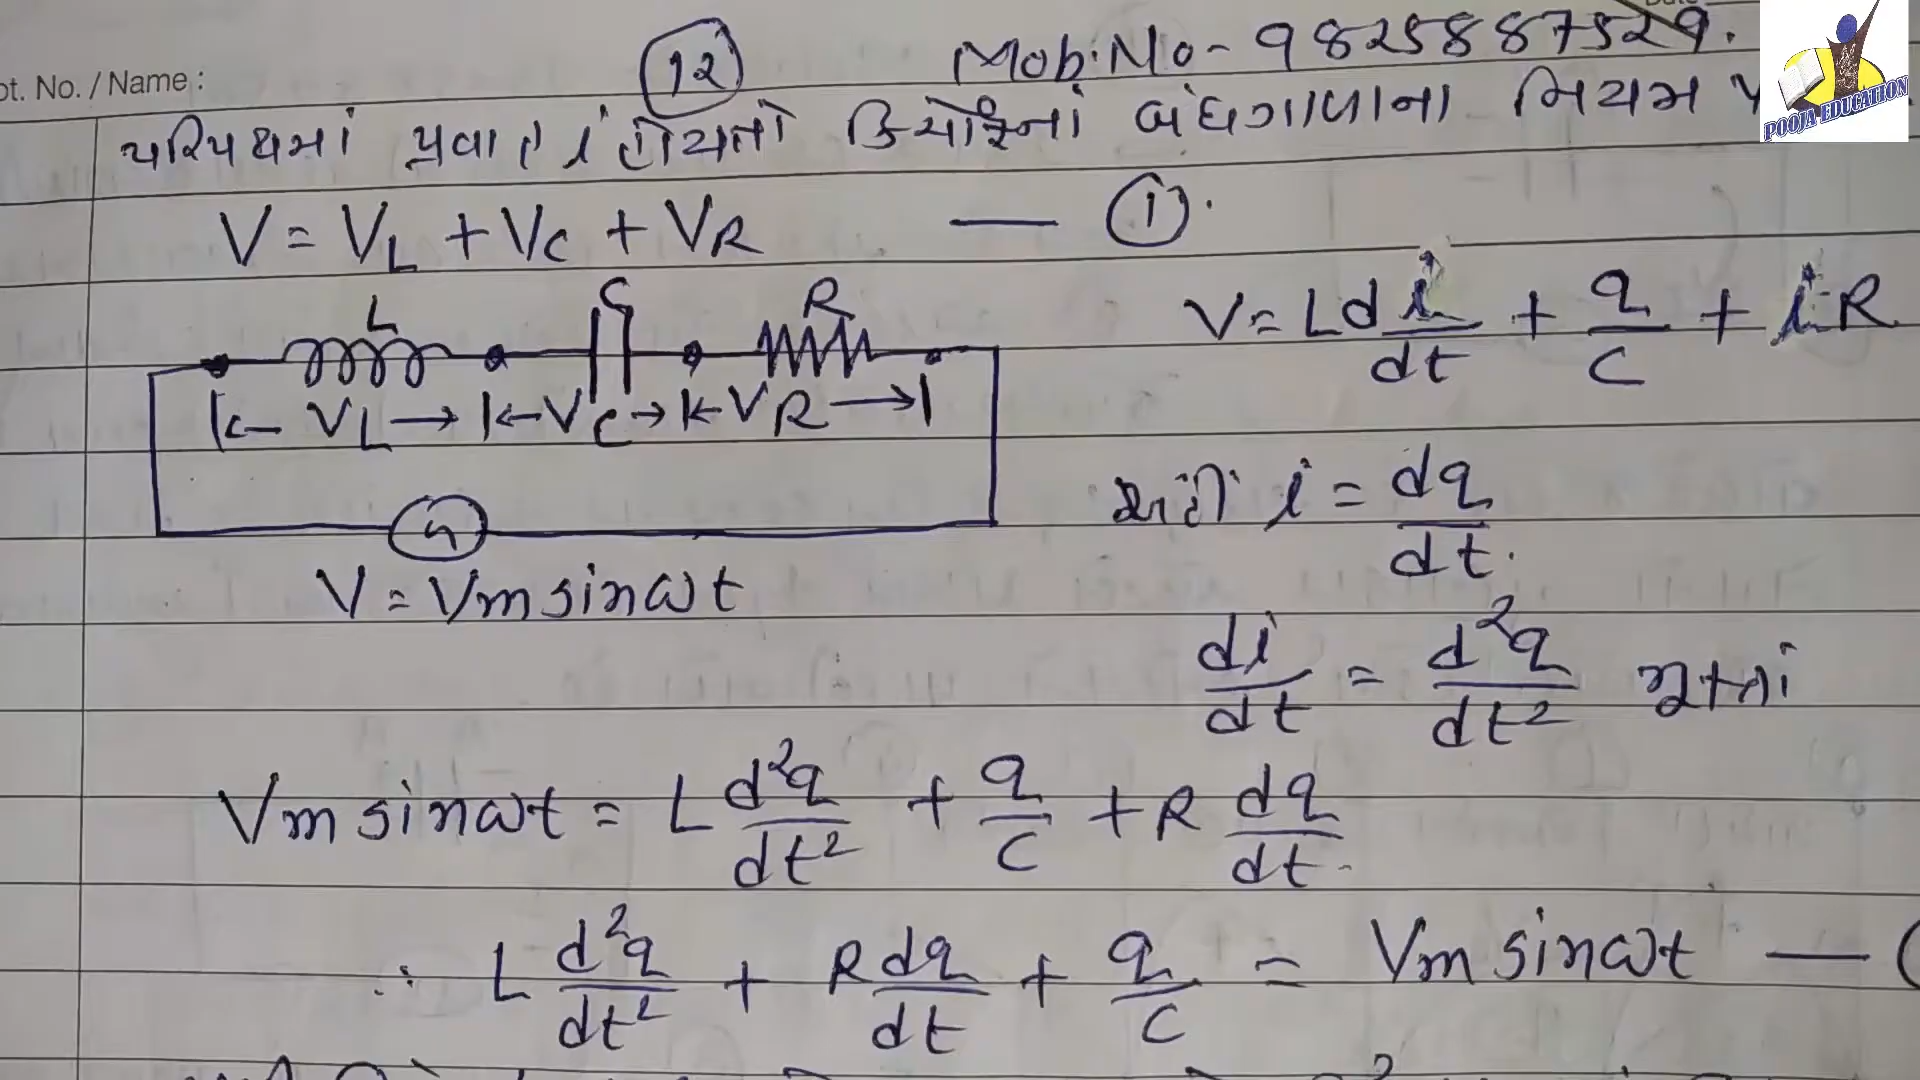 pt. No. / Name :
12 Mob. No - 9825887529.
POOJA EDUCATION
પરિપથમાં પ્રવાહ i હોયતો કિર્ચોફના બંધગાળાના નિયમ પ
V = VL + VC + VR — 1.
L C R
V = L di/dt + q/C + iR
|← VL →|← VC →|← VR →|
i = dq/dt.
V = Vm sinωt
di/dt = d²q/dt² મુકતા
Vm sinωt = L d²q/dt² + q/C + R dq/dt.
∴ L d²q/dt² + R dq/dt + q/C = Vm sinωt — (